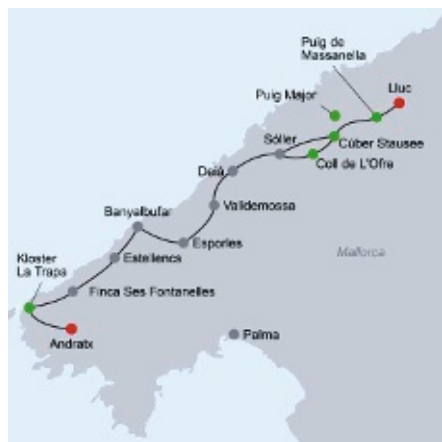 Puig de
Massanella
Lluc
Puig Major
Sóller
Cúber Stausee
Coll de L'Ofre
Deiá
Valldemossa
Banyalbufar
Esporles
Mallorca
Kloster
La Trapa
Estellencs
Finca Ses Fontanelles
Palma
Andratx